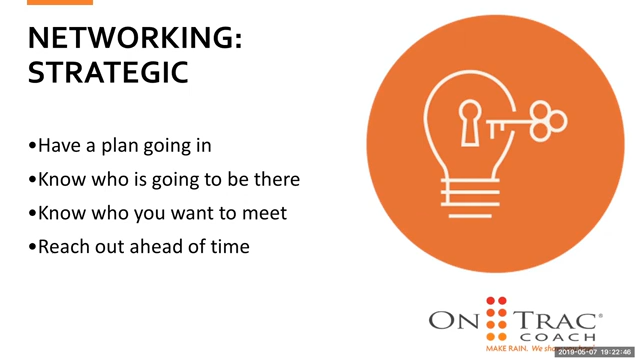 NETWORKING:
STRATEGIC
•Have a plan going in
•Know who is going to be there
•Know who you want to meet
•Reach out ahead of time
ON TRAC®
COACH
MAKE RAIN. We
2019-05-07 19:22:46